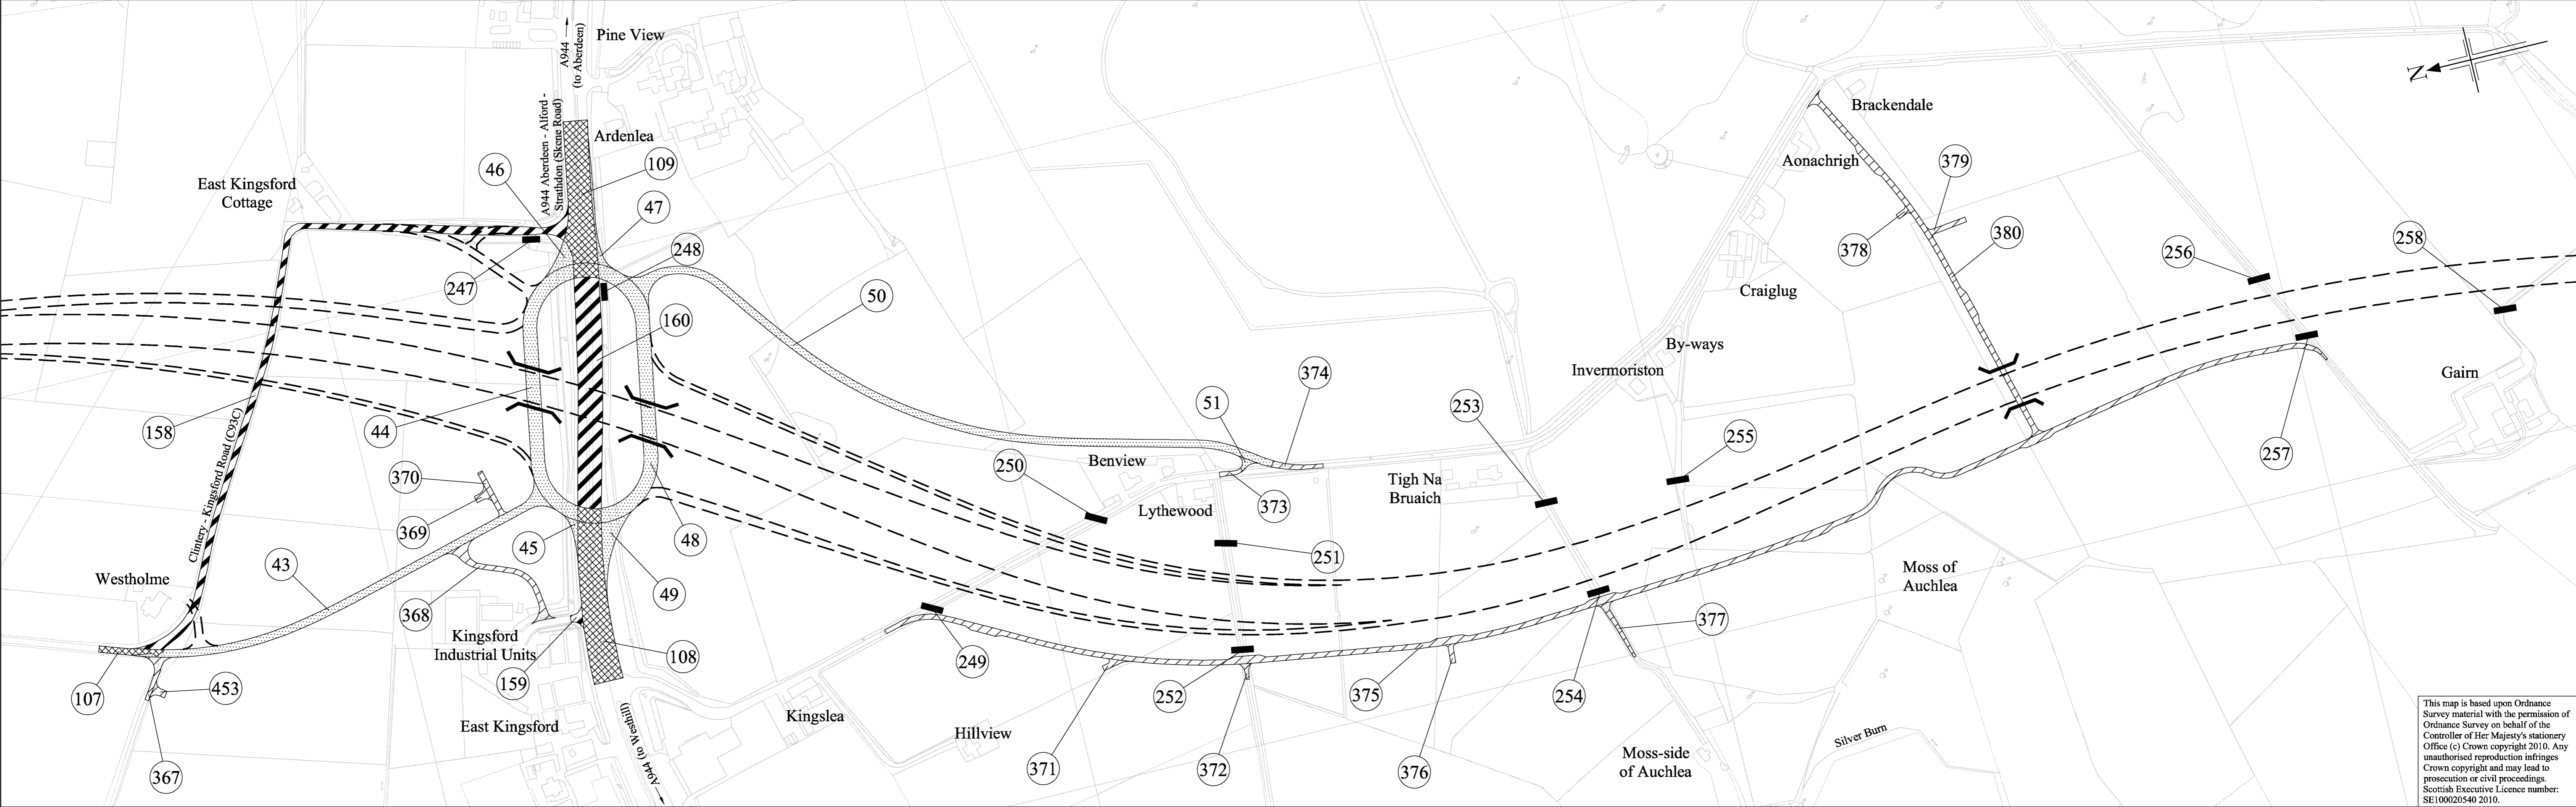 A944
(to Aberdeen)
Pine View
N
A944 Aberdeen - Alford -
Strathdon (Skene Road)
Ardenlea
Brackendale
Aonachrigh
46
109
379
East Kingsford
Cottage
47
378
380
256
258
247
248
50
160
Craiglug
By-ways
Invermoriston
Gairn
374
158
44
Clintery - Kingsford Road (C93C)
51
253
255
257
250
Benview
370
369
Tigh Na
Bruaich
373
Lythewood
45
48
251
43
Westholme
49
368
Moss of
Auchlea
377
Kingsford
Industrial Units
108
249
159
453
107
252
375
254
367
East Kingsford
A944 (to Westhill)
Kingslea
Hillview
371
372
376
Moss-side
of Auchlea
Silver Burn
This map is based upon Ordnance
Survey material with the permission of
Ordnance Survey on behalf of the
Controller of Her Majesty's stationery
Office (c) Crown copyright 2010. Any
unauthorised reproduction infringes
Crown copyright and may lead to
prosecution or civil proceedings.
Scottish Executive Licence number:
SE100020540 2010.